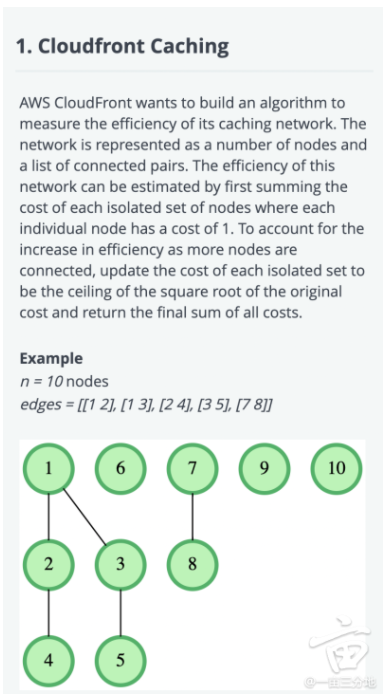 1. Cloudfront Caching
AWS CloudFront wants to build an algorithm to
measure the efficiency of its caching network. The
network is represented as a number of nodes and
a list of connected pairs. The efficiency of this
network can be estimated by first summing the
cost of each isolated set of nodes where each
individual node has a cost of 1. To account for the
increase in efficiency as more nodes are
connected, update the cost of each isolated set to
be the ceiling of the square root of the original
cost and return the final sum of all costs.
Example
n = 10 nodes
edges = [[1 2], [1 3], [2 4], [3 5], [7 8]]
1 6 7 9 10
2 3 8
4 5